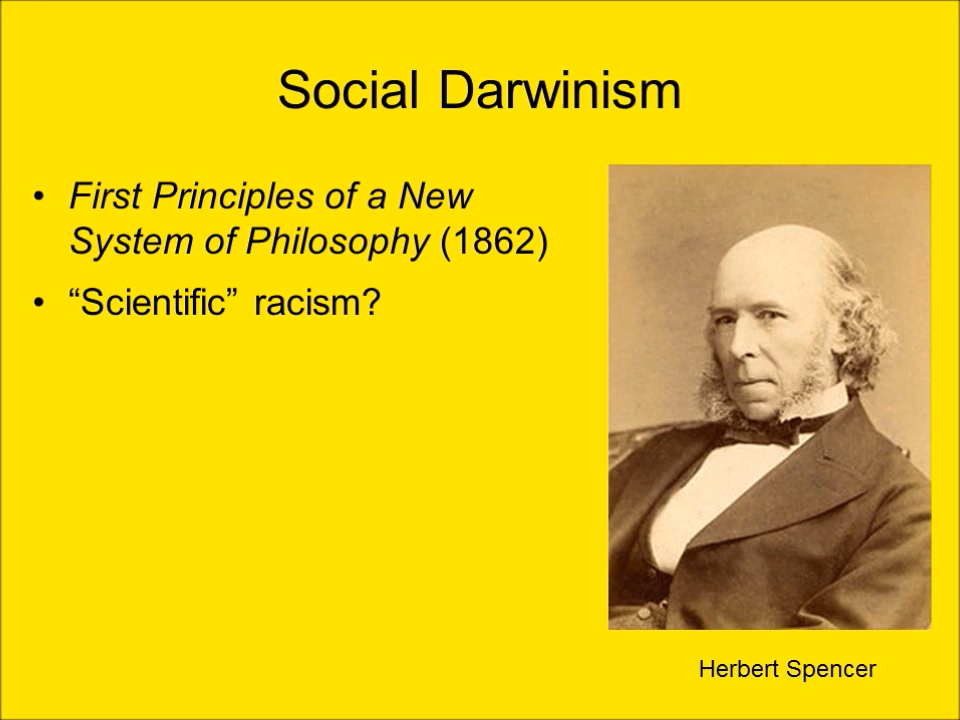 Social Darwinism
• First Principles of a New
System of Philosophy (1862)
• “Scientific” racism?
Herbert Spencer